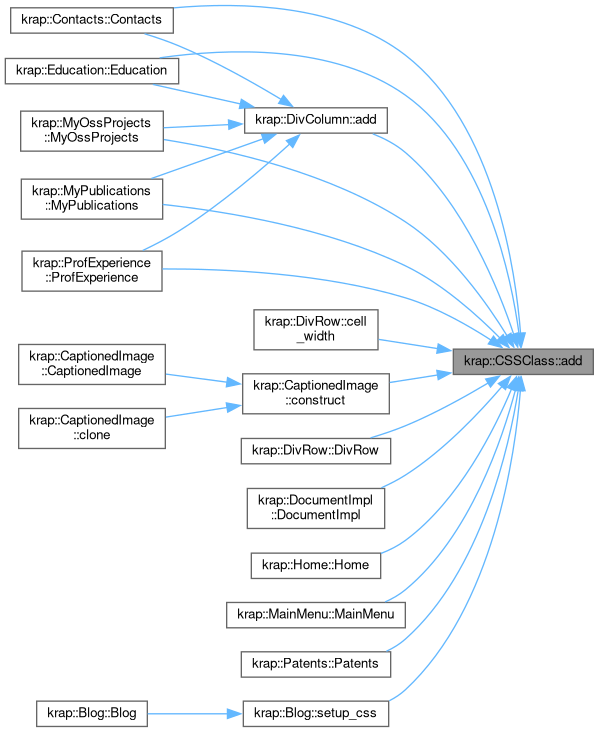 krap::Contacts::Contacts
krap::Education::Education
krap::DivColumn::add
krap::MyOssProjects
::MyOssProjects
krap::MyPublications
::MyPublications
krap::ProfExperience
::ProfExperience
krap::DivRow::cell
_width
krap::CSSClass::add
krap::CaptionedImage
::CaptionedImage
krap::CaptionedImage
::construct
krap::CaptionedImage
::clone
krap::DivRow::DivRow
krap::DocumentImpl
::DocumentImpl
krap::Home::Home
krap::MainMenu::MainMenu
krap::Patents::Patents
krap::Blog::Blog
krap::Blog::setup_css